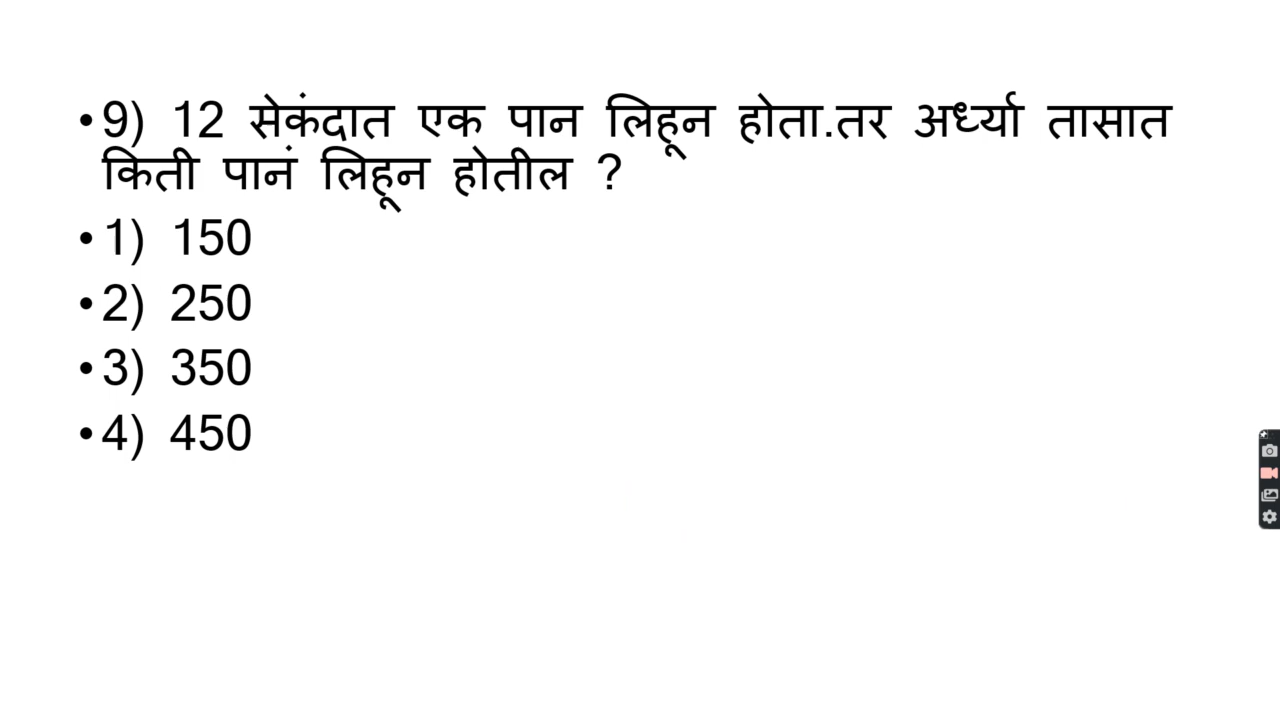 •9) 12 सेकंदात एक पान लिहून होता.तर अर्ध्या तासात
किती पानं लिहून होतील ?
•1) 150
•2) 250
•3) 350
•4) 450